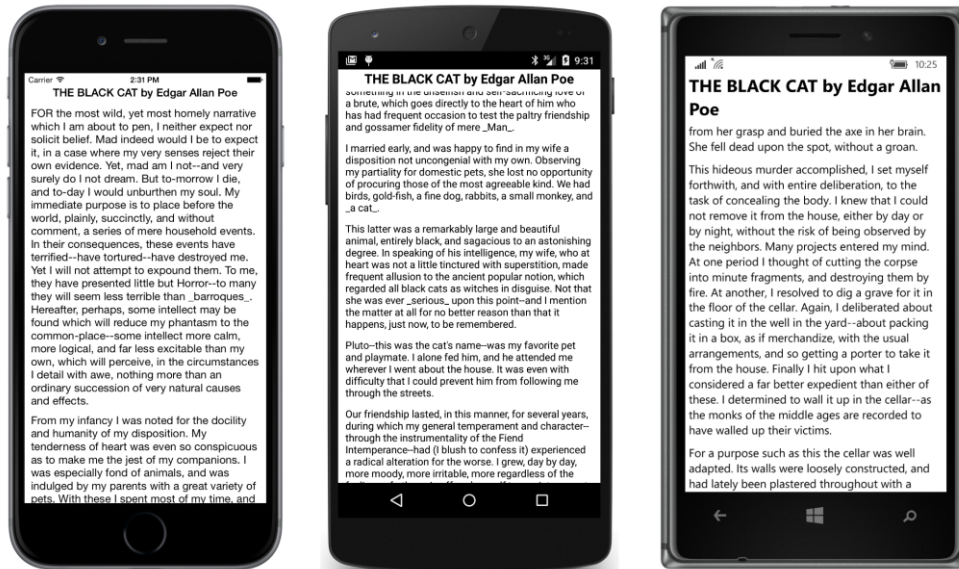 Carrier 2:31 PM
THE BLACK CAT by Edgar Allan Poe
FOR the most wild, yet most homely narrative
which I am about to pen, I neither expect nor
solicit belief. Mad indeed would I be to expect
it, in a case where my very senses reject their
own evidence. Yet, mad am I not--and very
surely do I not dream. But to-morrow I die,
and to-day I would unburthen my soul. My
immediate purpose is to place before the
world, plainly, succinctly, and without
comment, a series of mere household events.
In their consequences, these events have
terrified--have tortured--have destroyed me.
Yet I will not attempt to expound them. To me,
they have presented little but Horror--to many
they will seem less terrible than _barroques_.
Hereafter, perhaps, some intellect may be
found which will reduce my phantasm to the
common-place--some intellect more calm,
more logical, and far less excitable than my
own, which will perceive, in the circumstances
I detail with awe, nothing more than an
ordinary succession of very natural causes
and effects.
From my infancy I was noted for the docility
and humanity of my disposition. My
tenderness of heart was even so conspicuous
as to make me the jest of my companions. I
was especially fond of animals, and was
indulged by my parents with a great variety of
pets. With these I spent most of my time, and
3G 9:31
THE BLACK CAT by Edgar Allan Poe
something in the unselfish and self-sacrificing love of
a brute, which goes directly to the heart of him who
has had frequent occasion to test the paltry friendship
and gossamer fidelity of mere _Man_.
I married early, and was happy to find in my wife a
disposition not uncongenial with my own. Observing
my partiality for domestic pets, she lost no opportunity
of procuring those of the most agreeable kind. We had
birds, gold-fish, a fine dog, rabbits, a small monkey, and
_a cat_.
This latter was a remarkably large and beautiful
animal, entirely black, and sagacious to an astonishing
degree. In speaking of his intelligence, my wife, who at
heart was not a little tinctured with superstition, made
frequent allusion to the ancient popular notion, which
regarded all black cats as witches in disguise. Not that
she was ever _serious_ upon this point--and I mention
the matter at all for no better reason than that it
happens, just now, to be remembered.
Pluto--this was the cat's name--was my favorite pet
and playmate. I alone fed him, and he attended me
wherever I went about the house. It was even with
difficulty that I could prevent him from following me
through the streets.
Our friendship lasted, in this manner, for several years,
during which my general temperament and character--
through the instrumentality of the Fiend
Intemperance--had (I blush to confess it) experienced
a radical alteration for the worse. I grew, day by day,
more moody, more irritable, more regardless of the
10:25
THE BLACK CAT by Edgar Allan
Poe
from her grasp and buried the axe in her brain.
She fell dead upon the spot, without a groan.
This hideous murder accomplished, I set myself
forthwith, and with entire deliberation, to the
task of concealing the body. I knew that I could
not remove it from the house, either by day or
by night, without the risk of being observed by
the neighbors. Many projects entered my mind.
At one period I thought of cutting the corpse
into minute fragments, and destroying them by
fire. At another, I resolved to dig a grave for it in
the floor of the cellar. Again, I deliberated about
casting it in the well in the yard--about packing
it in a box, as if merchandize, with the usual
arrangements, and so getting a porter to take it
from the house. Finally I hit upon what I
considered a far better expedient than either of
these. I determined to wall it up in the cellar--as
the monks of the middle ages are recorded to
have walled up their victims.
For a purpose such as this the cellar was well
adapted. Its walls were loosely constructed, and
had lately been plastered throughout with a